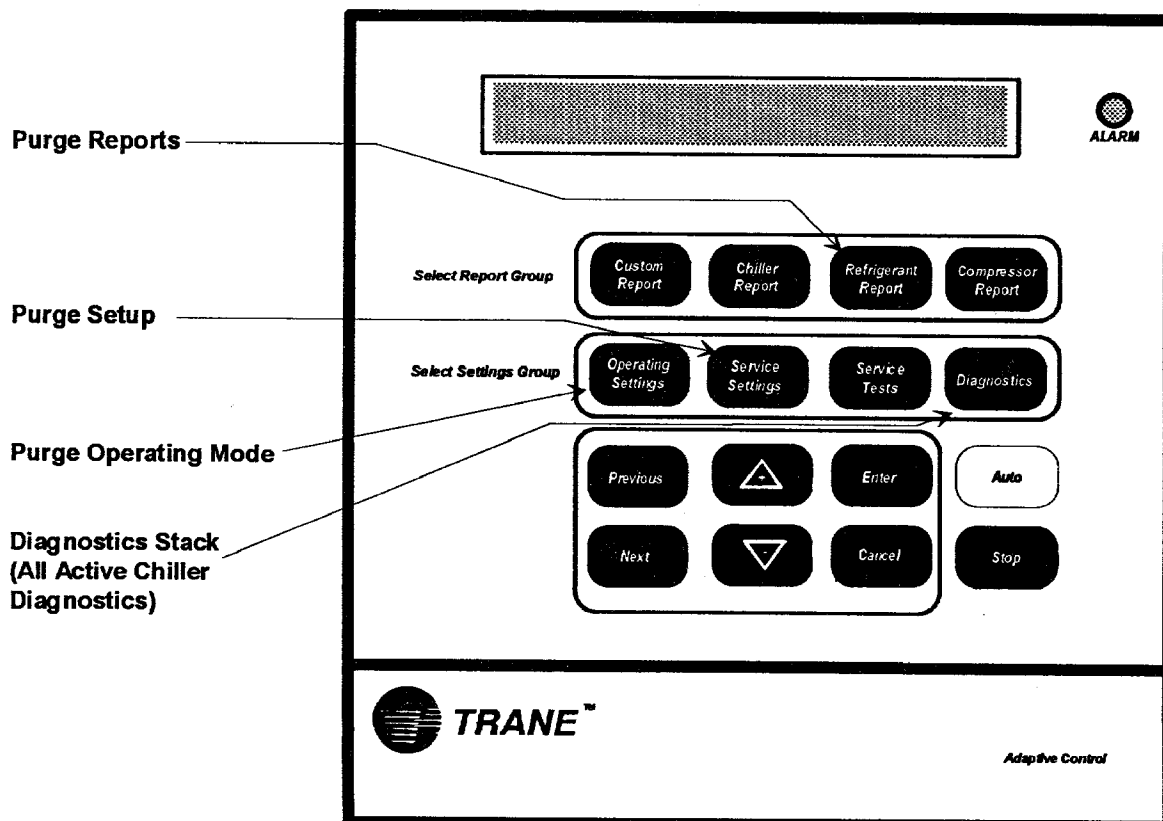 Purge Reports
Purge Setup
Purge Operating Mode
Diagnostics Stack
(All Active Chiller
Diagnostics)
ALARM
Select Report Group
Custom
Report
Chiller
Report
Refrigerant
Report
Compressor
Report
Select Settings Group
Operating
Settings
Service
Settings
Service
Tests
Diagnostics
Previous
+
Enter
Auto
Next
-
Cancel
Stop
TRANE™
Adaptive Control